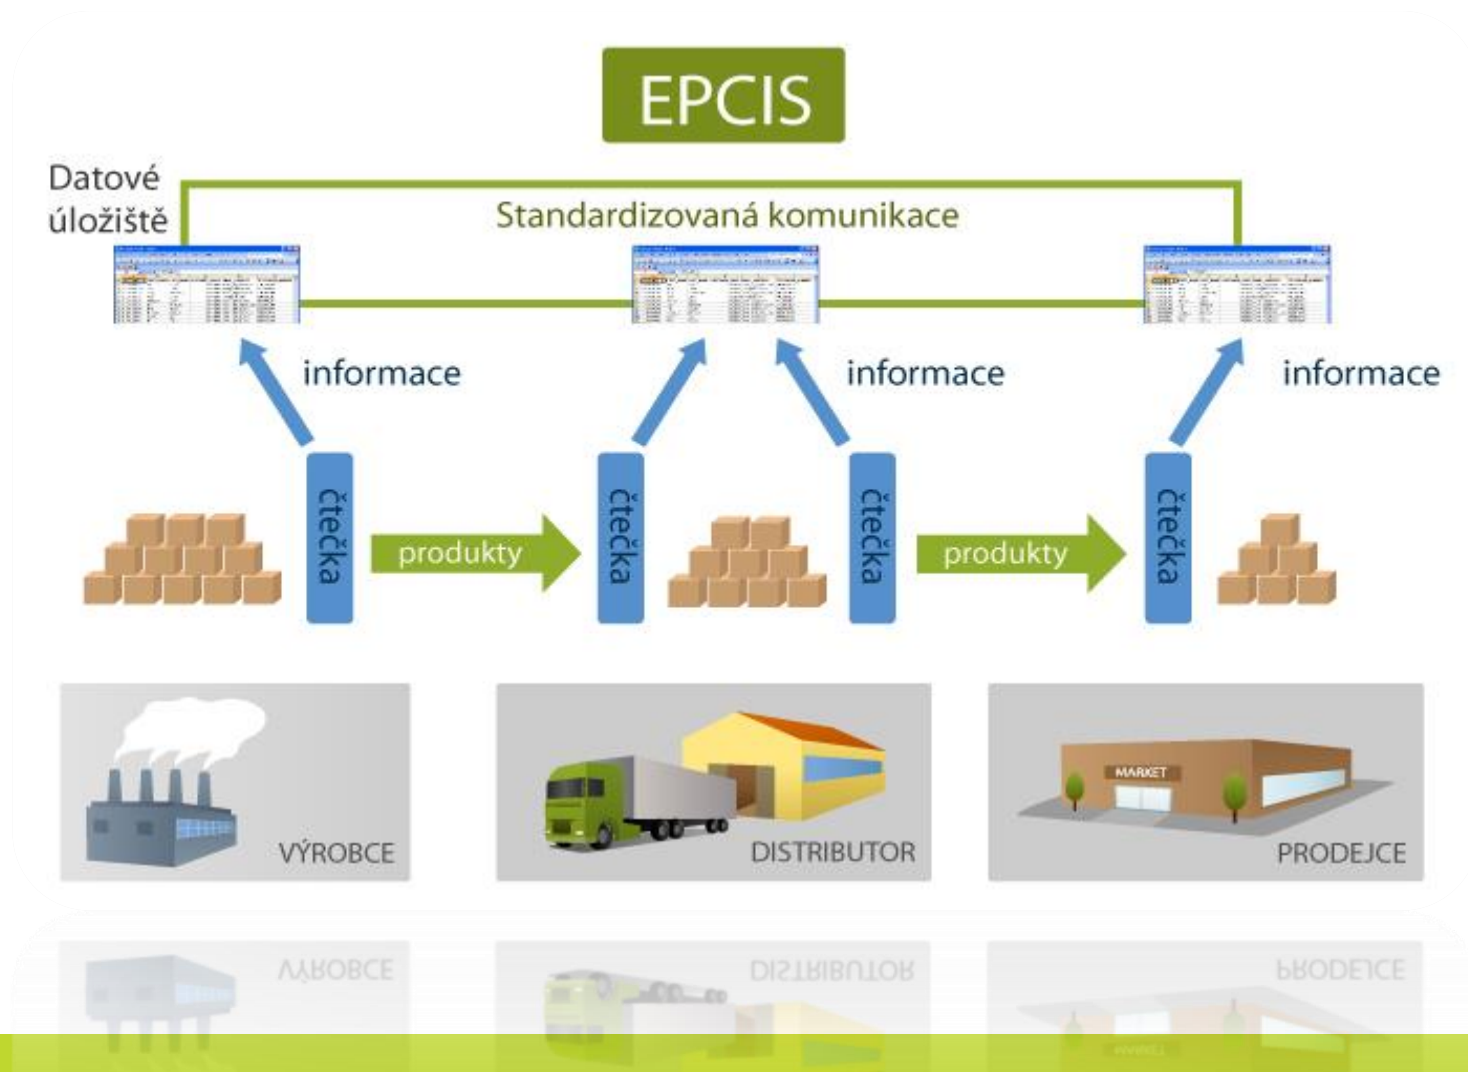 EPCIS
Datové
úložiště
Standardizovaná komunikace
informace
informace
informace
čtečka
produkty
čtečka
čtečka
produkty
čtečka
VÝROBCE
DISTRIBUTOR
MARKET
PRODEJCE